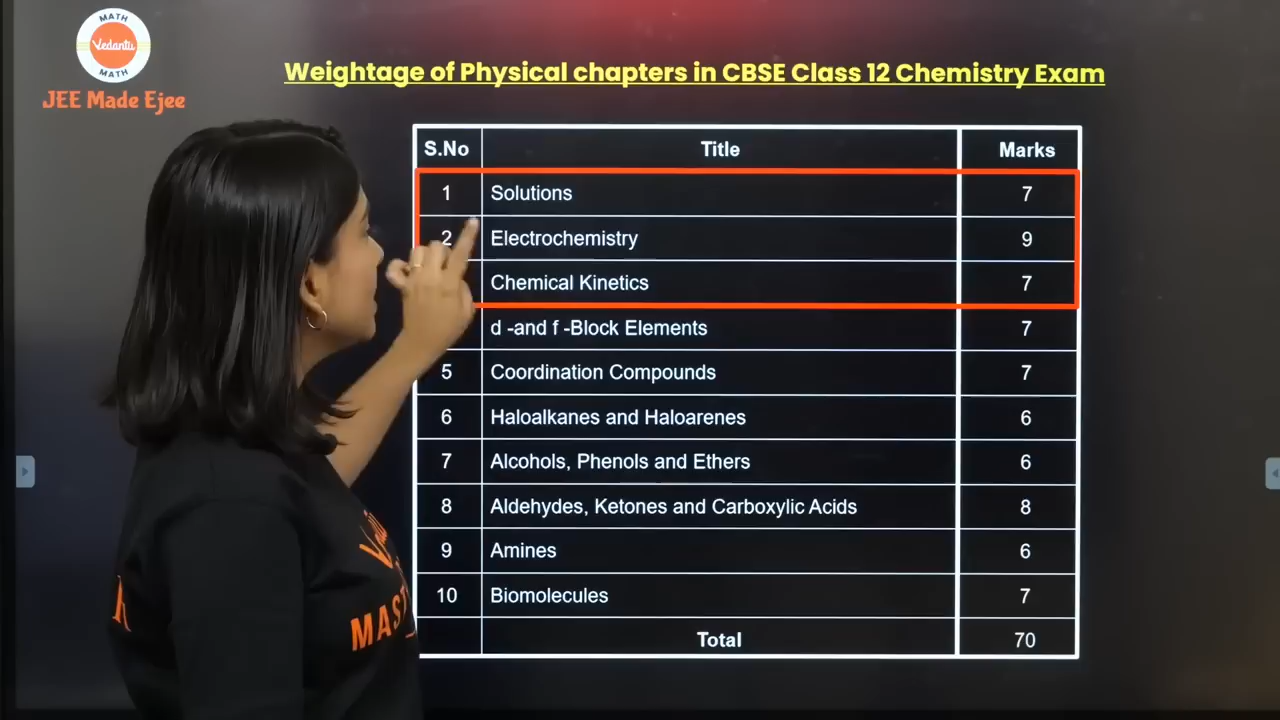 MATH
Vedantu
MATH
JEE Made Ejee
Weightage of Physical chapters in CBSE Class 12 Chemistry Exam
S.No Title Marks
1 Solutions 7
2 Electrochemistry 9
Chemical Kinetics 7
d -and f -Block Elements 7
5 Coordination Compounds 7
6 Haloalkanes and Haloarenes 6
7 Alcohols, Phenols and Ethers 6
8 Aldehydes, Ketones and Carboxylic Acids 8
9 Amines 6
10 Biomolecules 7
Total 70
MAST